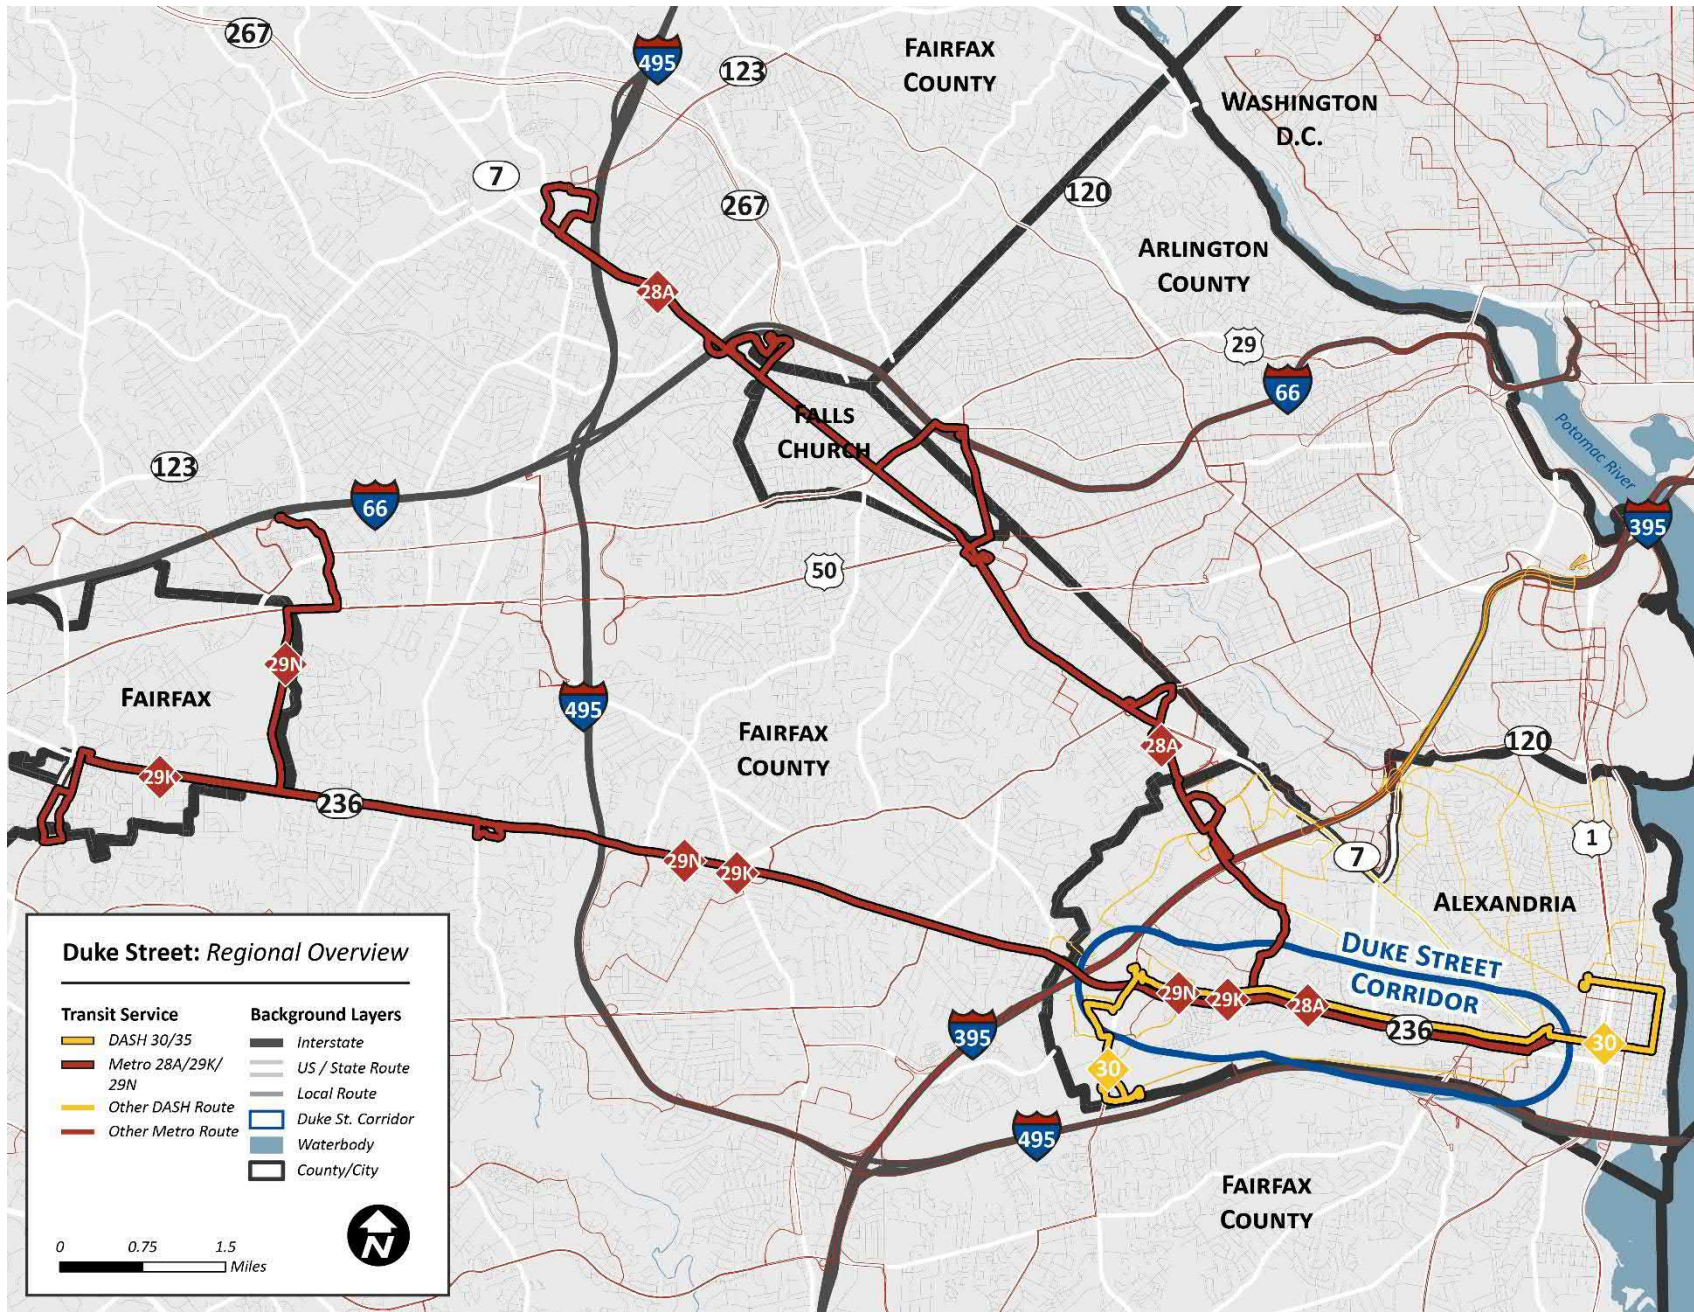 267
495
123
FAIRFAX
COUNTY
WASHINGTON
D.C.
7
267
120
ARLINGTON
COUNTY
28A
29
66
FALLS
CHURCH
Potomac River
123
66
395
50
29N
FAIRFAX
495
FAIRFAX
COUNTY
28A
120
29K
236
1
7
29N
29K
ALEXANDRIA
DUKE STREET
CORRIDOR
29N
29K
28A
236
395
30
30
495
FAIRFAX
COUNTY
Duke Street: Regional Overview
Transit Service
DASH 30/35
Metro 28A/29K/
29N
Other DASH Route
Other Metro Route
Background Layers
Interstate
US / State Route
Local Route
Duke St. Corridor
Waterbody
County/City
0 0.75 1.5
Miles
N